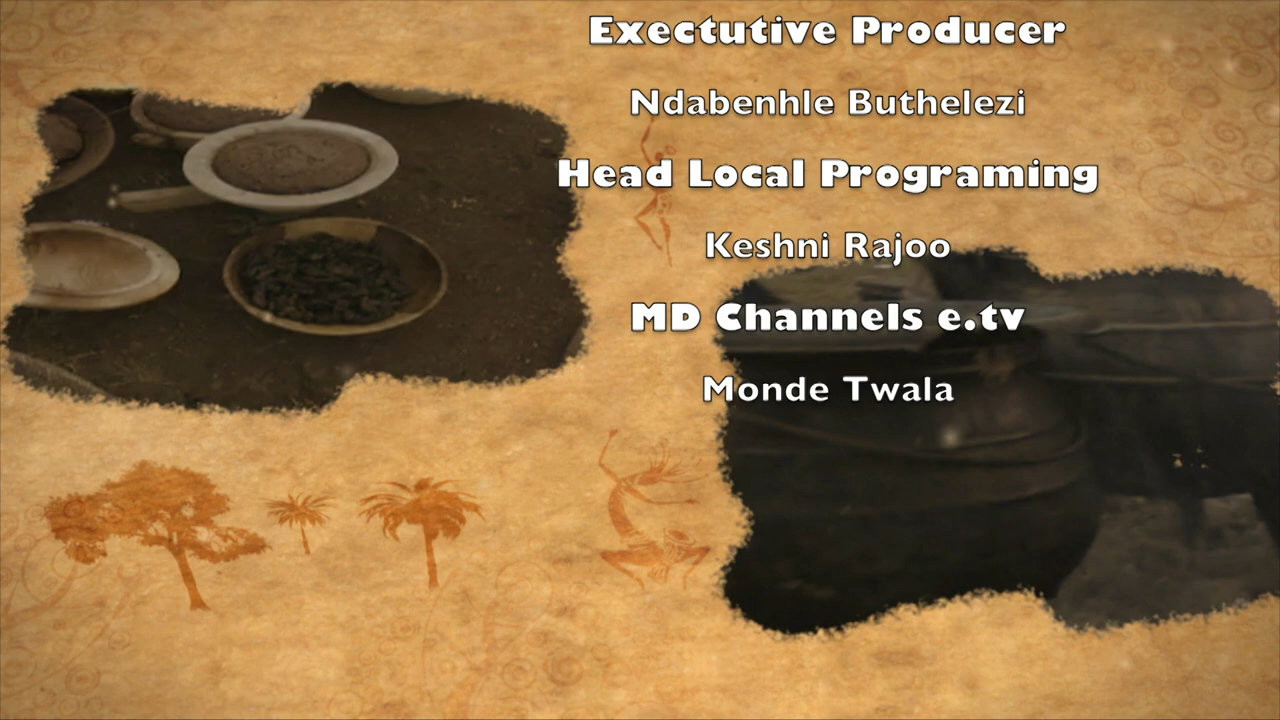 Exectutive Producer
Ndabenhle Buthelezi
Head Local Programing
Keshni Rajoo
MD Channels e.tv
Monde Twala